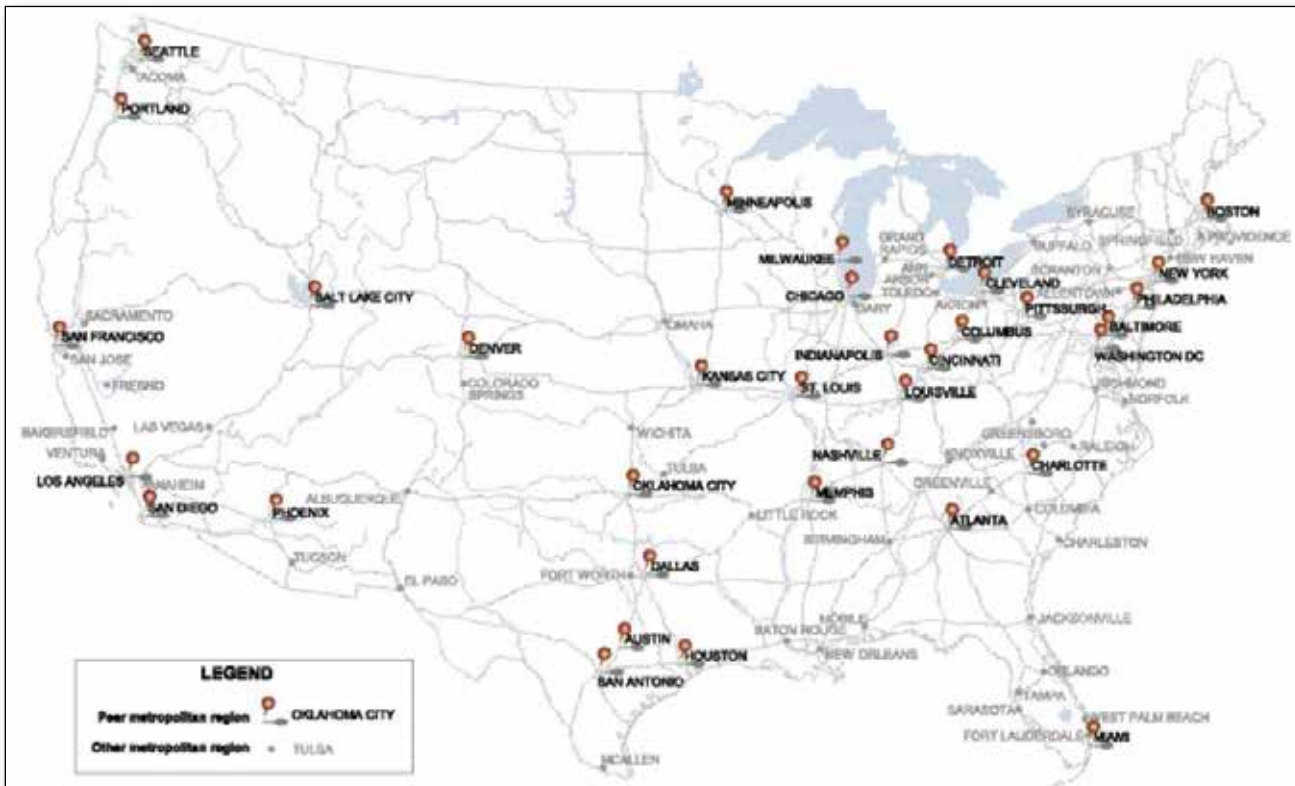 SEATTLE
TACOMA
PORTLAND
MINNEAPOLIS
BOSTON
SYRACUSE
GRAND
RAPIDS
BUFFALO
SPRINGFIELD
PROVIDENCE
MILWAUKEE
DETROIT
NEW HAVEN
ANN
ARBOR
CLEVELAND
SCRANTON
NEW YORK
SALT LAKE CITY
CHICAGO
TOLEDO
ALLENTOWN
PHILADELPHIA
GARY
AKRON
PITTSBURGH
SACRAMENTO
OMAHA
COLUMBUS
BALTIMORE
SAN FRANCISCO
DENVER
INDIANAPOLIS
CINCINNATI
WASHINGTON DC
SAN JOSE
KANSAS CITY
FRESNO
COLORADO
SPRINGS
ST. LOUIS
LOUISVILLE
RICHMOND
NORFOLK
BAKERSFIELD
LAS VEGAS
WICHITA
GREENSBORO
RALEIGH
VENTURA
NASHVILLE
KNOXVILLE
CHARLOTTE
TULSA
LOS ANGELES
ANAHEIM
OKLAHOMA CITY
MEMPHIS
GREENVILLE
SAN DIEGO
PHOENIX
ALBUQUERQUE
LITTLE ROCK
ATLANTA
COLUMBIA
BIRMINGHAM
CHARLESTON
TUCSON
DALLAS
FORT WORTH
EL PASO
MOBILE
JACKSONVILLE
AUSTIN
BATON ROUGE
HOUSTON
NEW ORLEANS
SAN ANTONIO
ORLANDO
TAMPA
SARASOTA
WEST PALM BEACH
FORT LAUDERDALE
MIAMI
MCALLEN
LEGEND
Peer metropolitan region OKLAHOMA CITY
Other metropolitan region TULSA